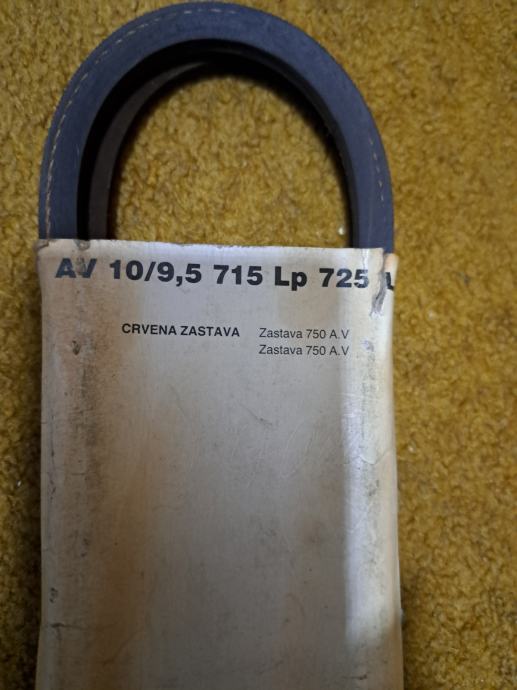 AV 10/9,5 715 Lp 725
CRVENA ZASTAVA Zastava 750 A.V
Zastava 750 A.V